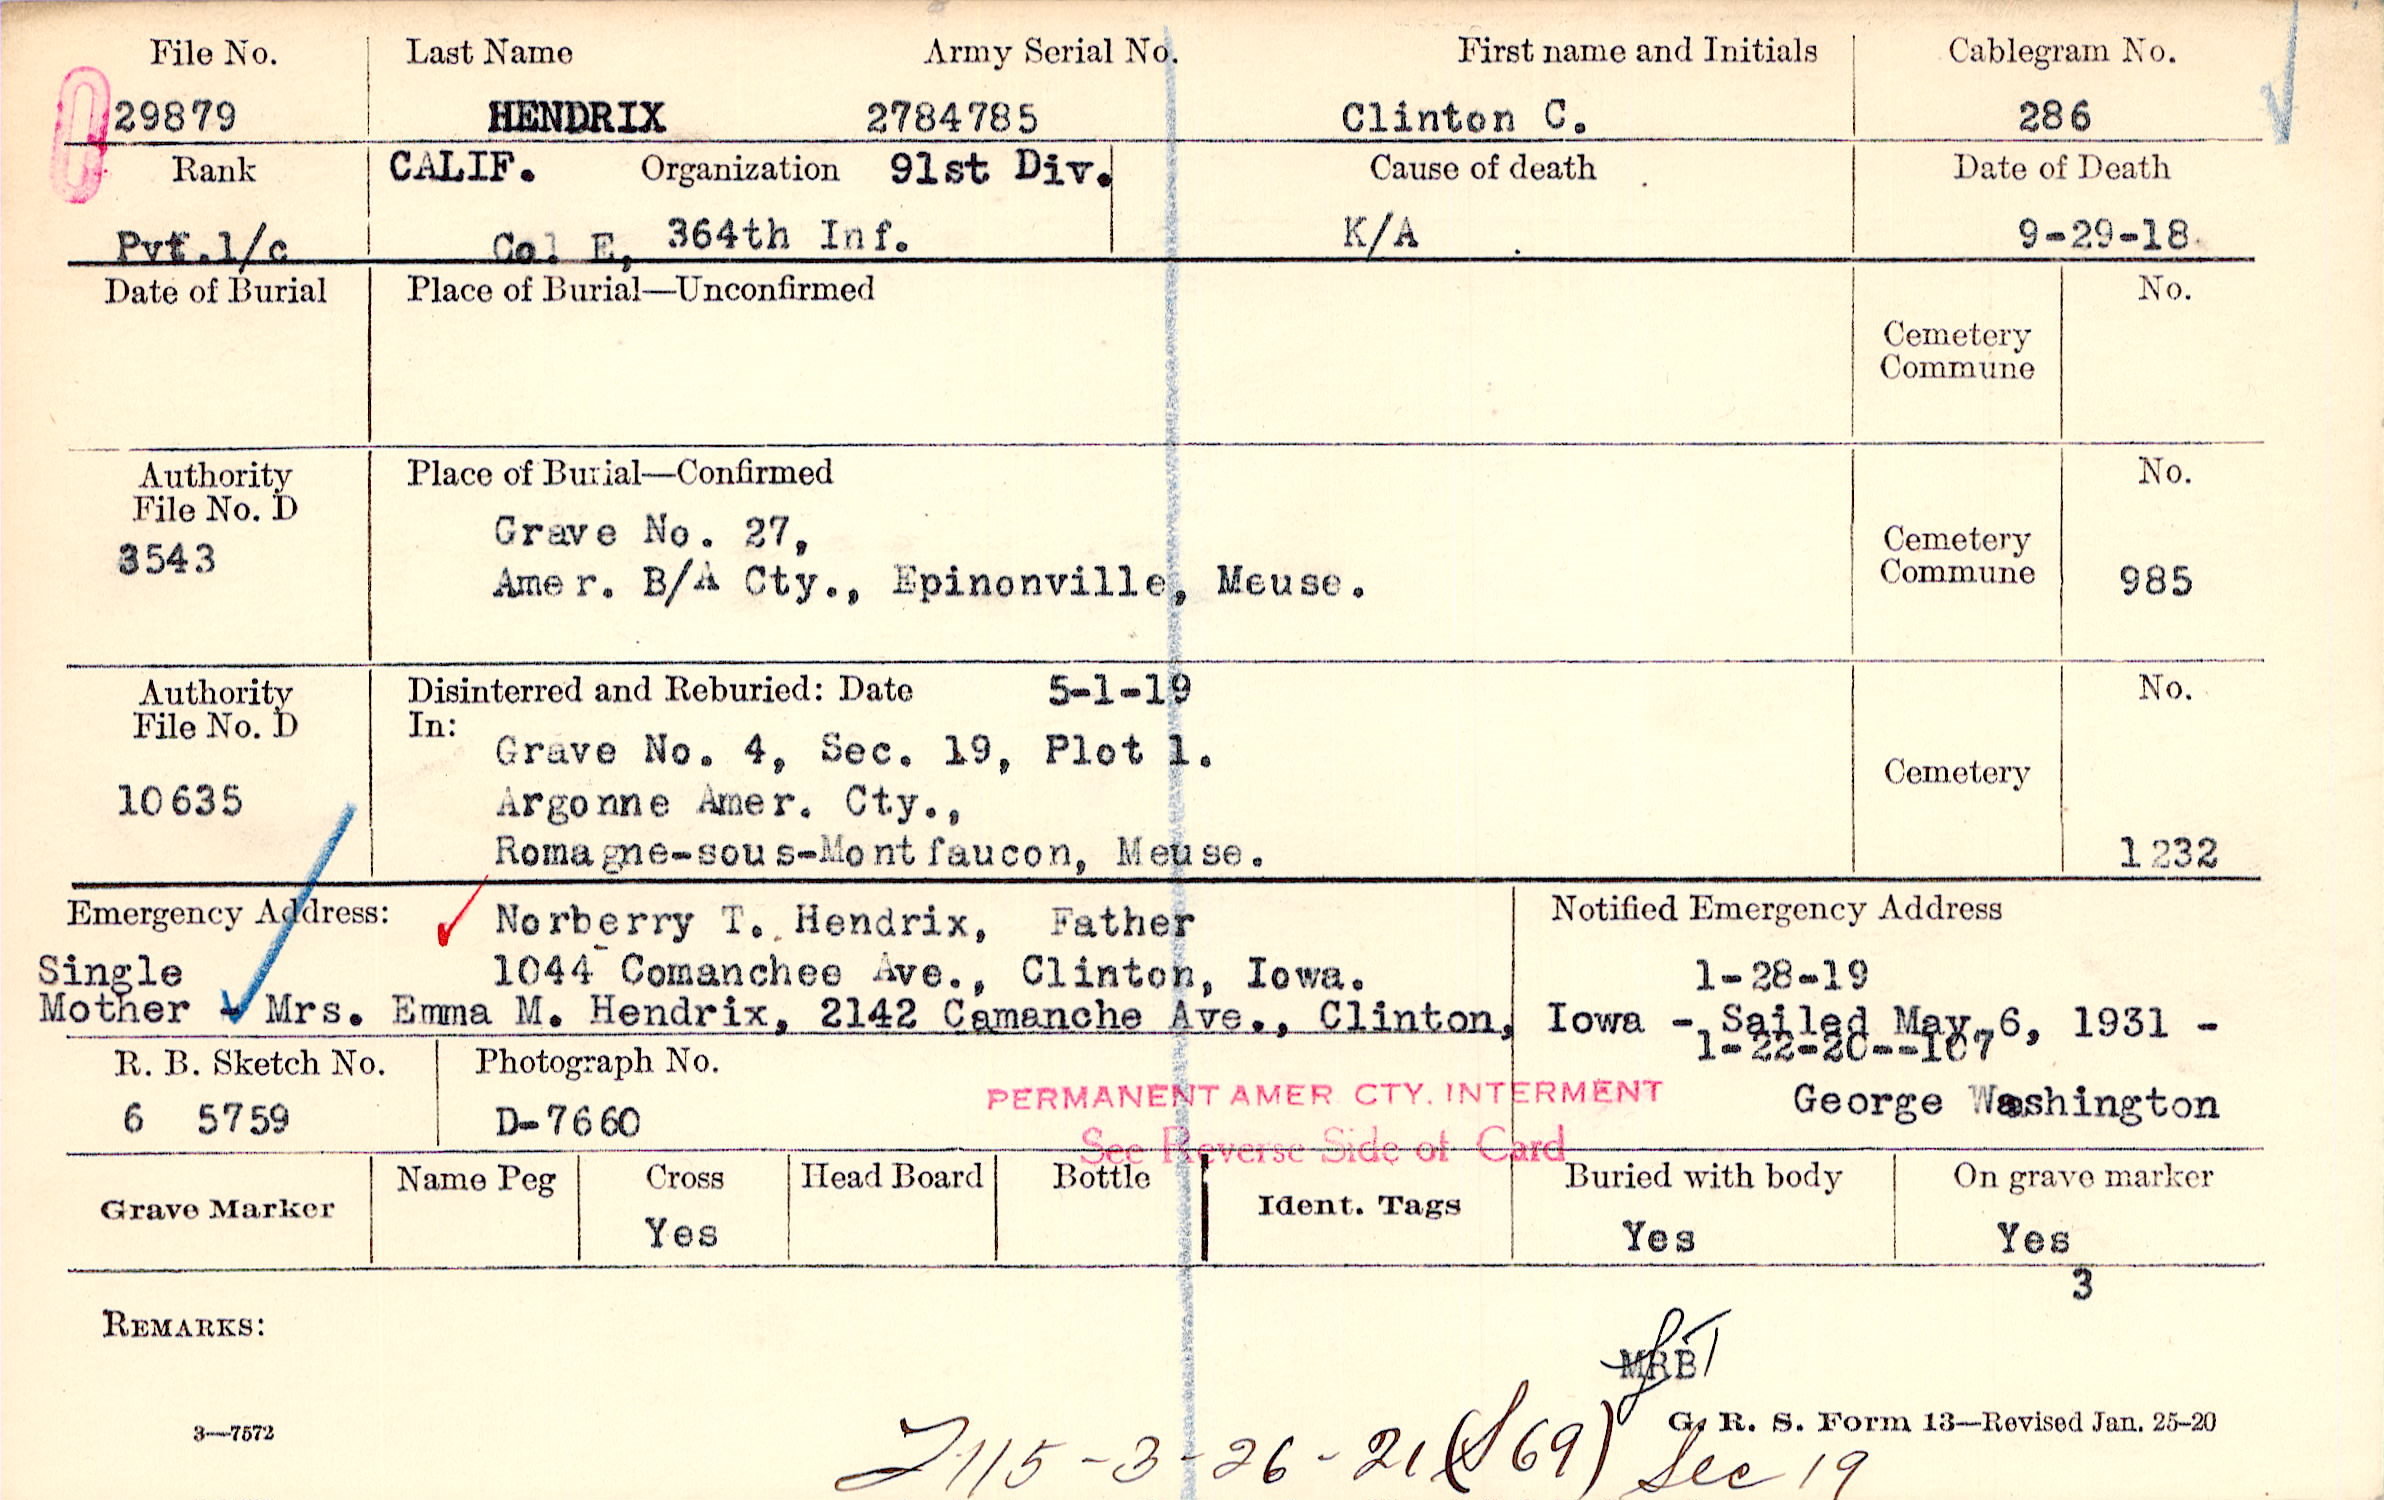 File No. Last Name Army Serial No. First name and Initials Cablegram No.
29879 HENDRIX 2784785 Clinton C. 286
Rank CALIF. Organization 91st Div. Cause of death Date of Death
Pvt.1/c Co. E, 364th Inf. K/A 9-29-18
Date of Burial Place of Burial—Unconfirmed No.
Cemetery
Commune
Authority Place of Burial—Confirmed No.
File No. D
3543 Grave No. 27, Cemetery
Amer. B/A Cty., Epinonville, Meuse. Commune 985
Authority Disinterred and Reburied: Date 5-1-19 No.
File No. D In:
Grave No. 4, Sec. 19, Plot 1. Cemetery
10635 Argonne Amer. Cty.,
Romagne-sous-Montfaucon, Meuse. 1232
Emergency Address: Norberry T. Hendrix, Father Notified Emergency Address
Single 1044 Comanchee Ave., Clinton, Iowa. 1-28-19
Mother - Mrs. Emma M. Hendrix, 2142 Camanche Ave., Clinton, Iowa - Sailed May 6, 1931 -
1-22-20--107
R. B. Sketch No. Photograph No.
PERMANENT AMER CTY. INTERMENT
6 5759 D-7660 George Washington
See Reverse Side of Card
Grave Marker Name Peg Cross Head Board Bottle Ident. Tags Buried with body On grave marker
Yes Yes Yes
3
REMARKS:
MRB
3—7572 G. R. S. Form 13—Revised Jan. 25-20
115-3-26-21 69) Sec 19